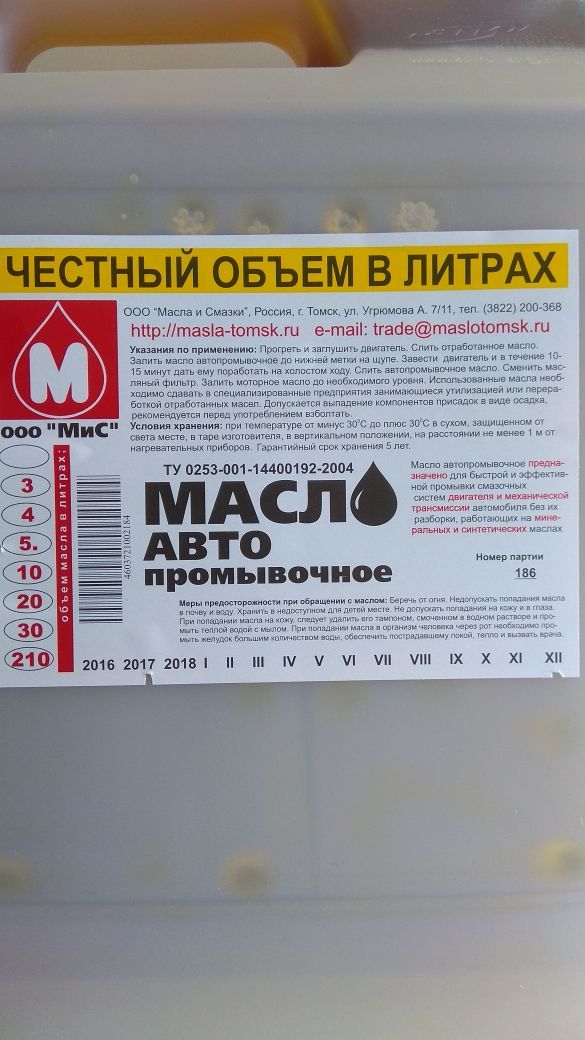 ЧЕСТНЫЙ ОБЪЕМ В ЛИТРАХ
ООО "Масла и Смазки", Россия, г. Томск, ул. Угрюмова А. 7/11, тел. (3822) 200-368
http://masla-tomsk.ru e-mail: trade@maslotomsk.ru
Указания по применению: Прогреть и заглушить двигатель. Слить отработанное масло.
Залить масло автопромывочное до нижней метки на щупе. Завести двигатель и в течение 10-
15 минут дать ему поработать на холостом ходу. Слить автопромывочное масло. Сменить мас-
ляный фильтр. Залить моторное масло до необходимого уровня. Использованные масла необ-
ходимо сдавать в специализированные предприятия занимающиеся утилизацией или перера-
боткой отработанных масел. Допускается выпадение компонентов присадок в виде осадка,
рекомендуется перед употреблением взболтать.
Условия хранения: при температуре от минус 30°С до плюс 30°С в сухом, защищенном от
света месте, в таре изготовителя, в вертикальном положении, на расстоянии не менее 1 м от
нагревательных приборов. Гарантийный срок хранения 5 лет.
М
ООО "МиС"
3
4
5.
10
20
30
210
объем масла в литрах:
4603721002184
ТУ 0253-001-14400192-2004
МАСЛО
АВТО
промывочное
Масло автопромывочное предна-
значено для быстрой и эффектив-
ной промывки смазочных
систем двигателя и механической
трансмиссии автомобиля без их
разборки, работающих на мине-
ральных и синтетических маслах
Номер партии
186
Меры предосторожности при обращении с маслом: Беречь от огня. Недопускать попадания масла
в почву и воду. Хранить в недоступном для детей месте. Не допускать попадания на кожу и в глаза.
При попадании масла на кожу, следует удалить его тампоном, смоченном в водном растворе и про-
мыть теплой водой с мылом. При попадании масла в организм человека через рот необходимо про-
мыть желудок большим количеством воды, обеспечить пострадавшему покой, тепло и вызвать врача.
2016 2017 2018 I II III IV V VI VII VIII IX X XI XII